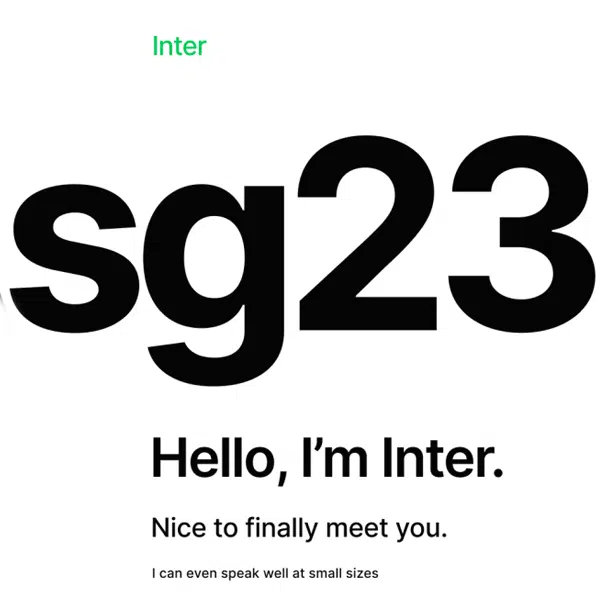 Inter
sg23
Hello, I’m Inter.
Nice to finally meet you.
I can even speak well at small sizes